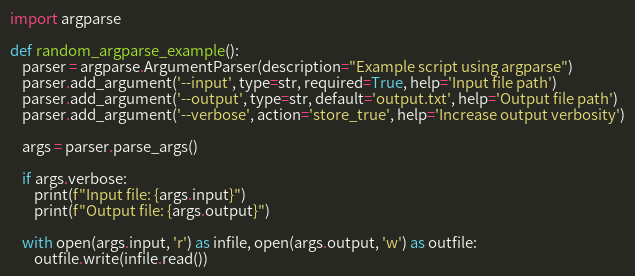 import argparse

def random_argparse_example():
    parser = argparse.ArgumentParser(description="Example script using argparse")
    parser.add_argument('--input', type=str, required=True, help='Input file path')
    parser.add_argument('--output', type=str, default='output.txt', help='Output file path')
    parser.add_argument('--verbose', action='store_true', help='Increase output verbosity')

    args = parser.parse_args()

    if args.verbose:
        print(f"Input file: {args.input}")
        print(f"Output file: {args.output}")

    with open(args.input, 'r') as infile, open(args.output, 'w') as outfile:
        outfile.write(infile.read())